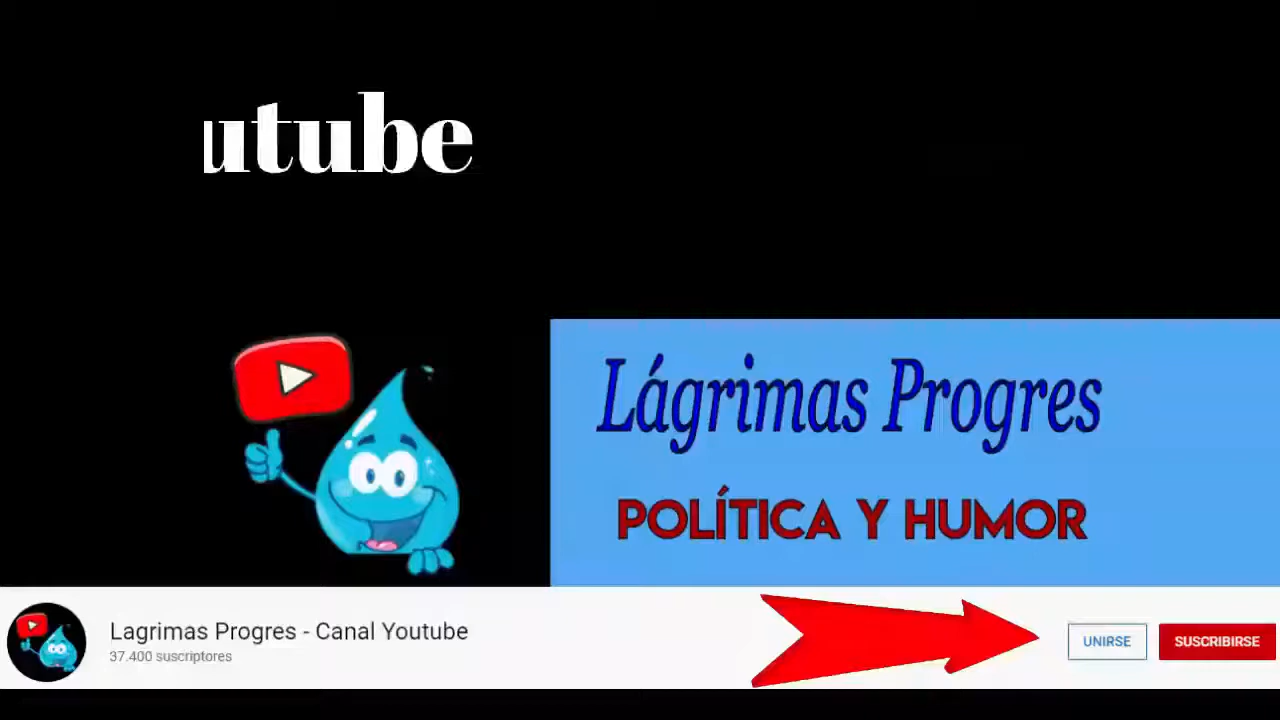 utube
Lágrimas Progres
POLÍTICA Y HUMOR
Lagrimas Progres - Canal Youtube
37.400 suscriptores
UNIRSE
SUSCRIBIRSE